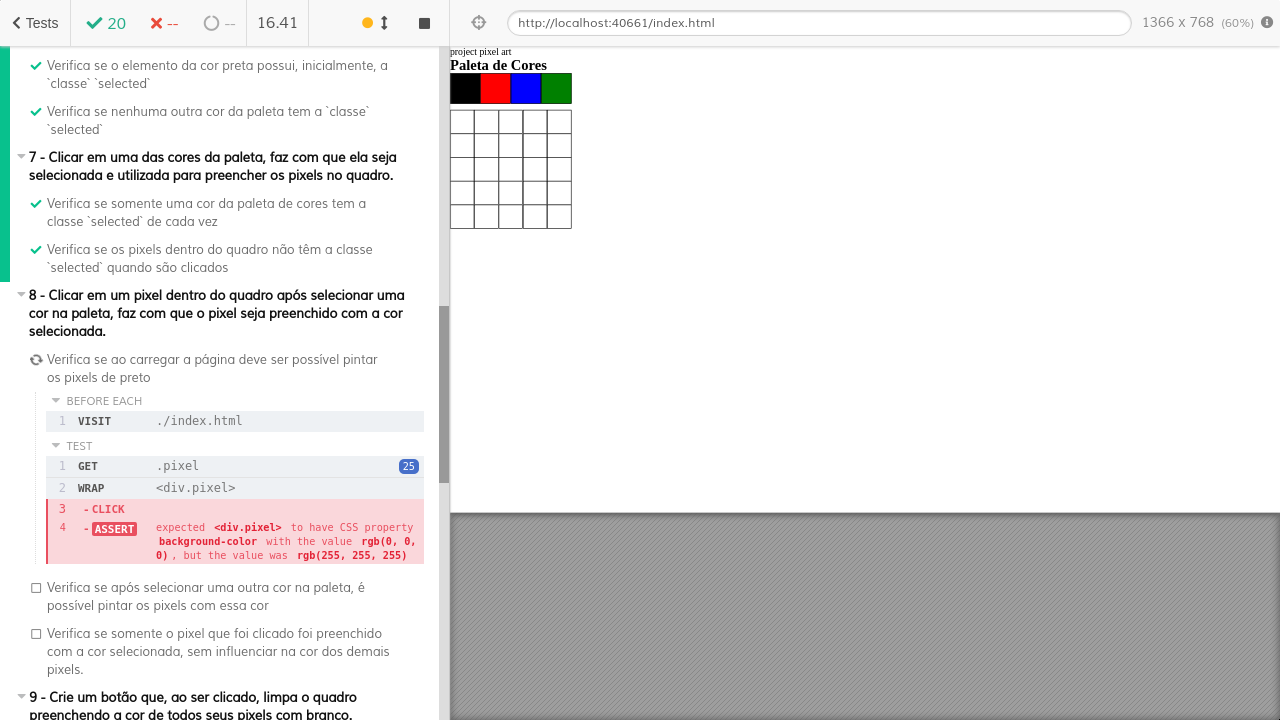 Tests
20
--
--
16.41
http://localhost:40661/index.html
1366 x 768 (60%)
Verifica se o elemento da cor preta possui, inicialmente, a
`classe` `selected`
Verifica se nenhuma outra cor da paleta tem a `classe`
`selected`
7 - Clicar em uma das cores da paleta, faz com que ela seja
selecionada e utilizada para preencher os pixels no quadro.
Verifica se somente uma cor da paleta de cores tem a
classe `selected` de cada vez
Verifica se os pixels dentro do quadro não têm a classe
`selected` quando são clicados
8 - Clicar em um pixel dentro do quadro após selecionar uma
cor na paleta, faz com que o pixel seja preenchido com a cor
selecionada.
Verifica se ao carregar a página deve ser possível pintar
os pixels de preto
BEFORE EACH
1 VISIT ./index.html
TEST
1 GET .pixel 25
2 WRAP <div.pixel>
3 -CLICK
4 -ASSERT expected <div.pixel> to have CSS property
background-color with the value rgb(0, 0,
0), but the value was rgb(255, 255, 255)
Verifica se após selecionar uma outra cor na paleta, é
possível pintar os pixels com essa cor
Verifica se somente o pixel que foi clicado foi preenchido
com a cor selecionada, sem influenciar na cor dos demais
pixels.
9 - Crie um botão que, ao ser clicado, limpa o quadro
preenchendo a cor de todos seus pixels com branco.
project pixel art
Paleta de Cores